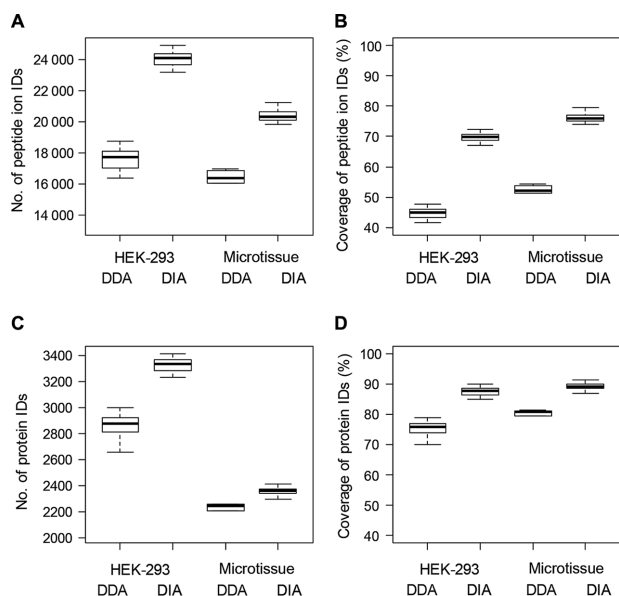 A
No. of peptide ion IDs
24 000
22 000
20 000
18 000
16 000
14 000
HEK-293 Microtissue
DDA DIA DDA DIA
B
Coverage of peptide ion IDs (%)
100
90
80
70
60
50
40
HEK-293 Microtissue
DDA DIA DDA DIA
C
No. of protein IDs
3400
3200
3000
2800
2600
2400
2200
2000
HEK-293 Microtissue
DDA DIA DDA DIA
D
Coverage of protein IDs (%)
100
90
80
70
60
50
40
HEK-293 Microtissue
DDA DIA DDA DIA